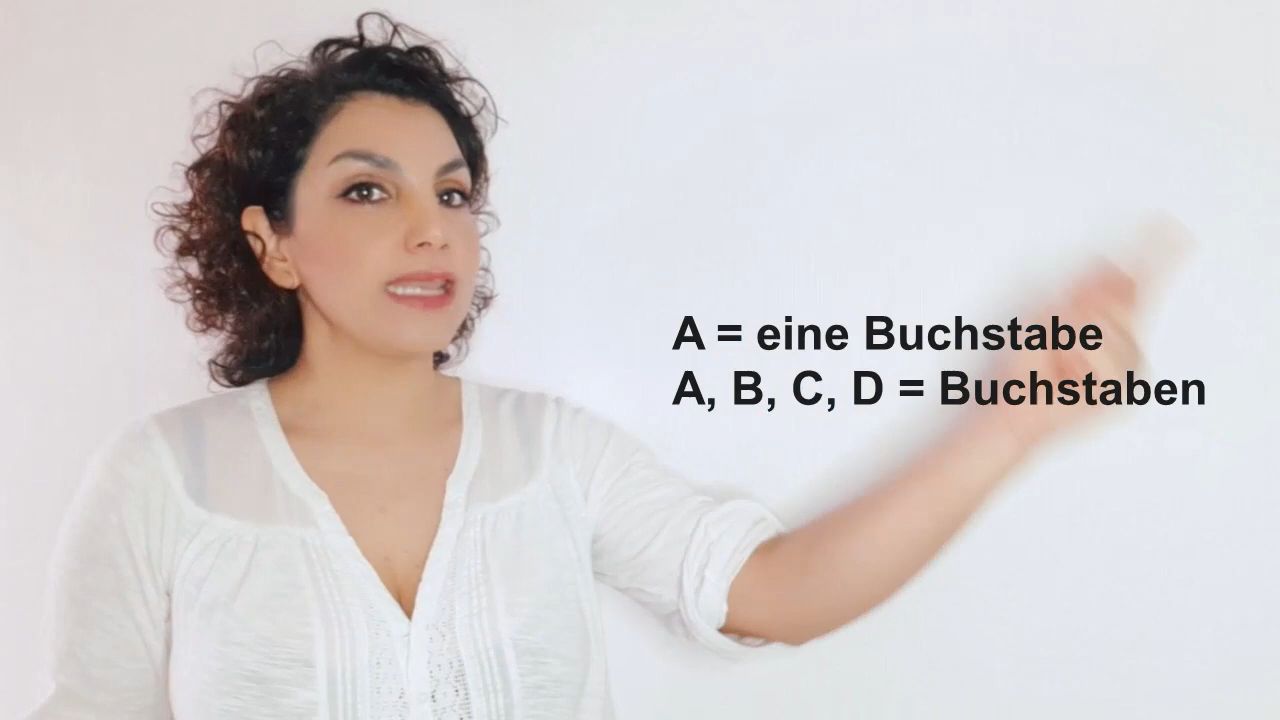 A = eine Buchstabe
A, B, C, D = Buchstaben